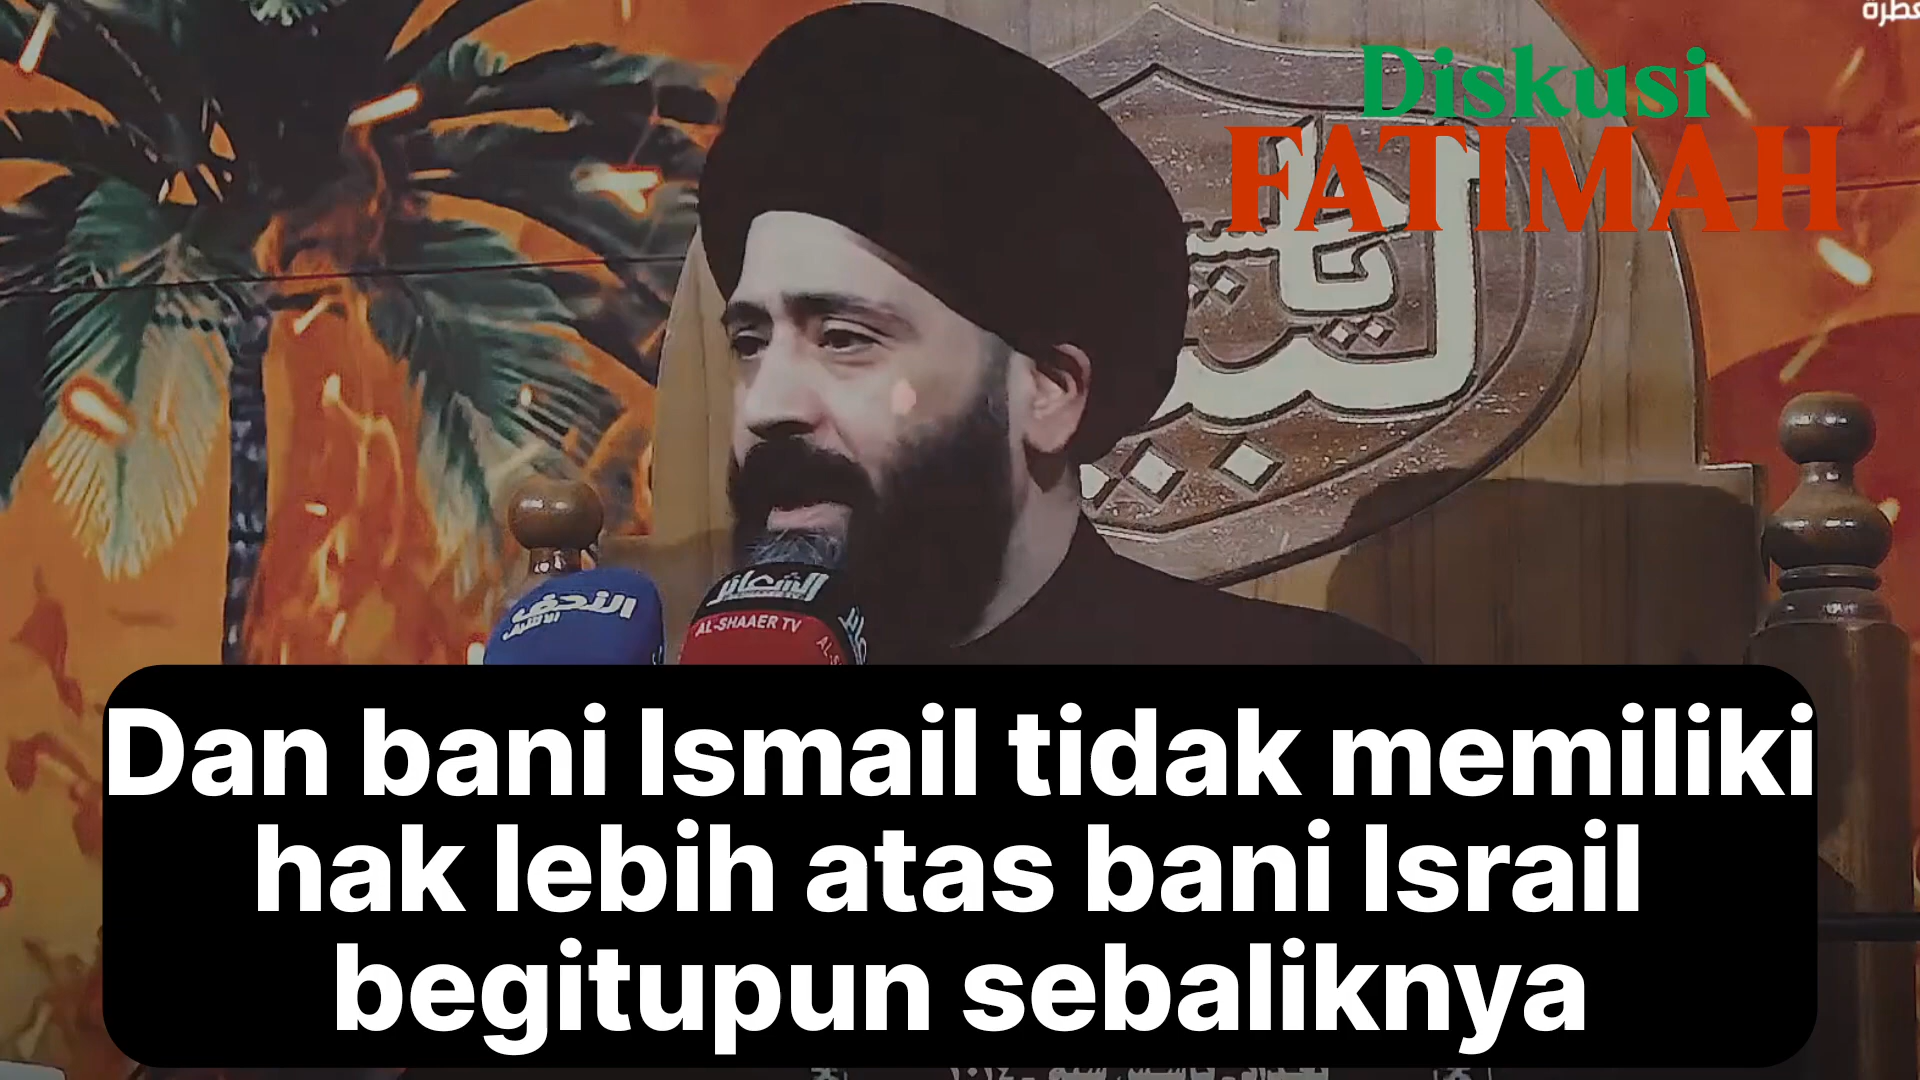 Diskusi
FATIMAH
النجف
الشعائر
AL-SHAAER TV
Dan bani Ismail tidak memiliki
hak lebih atas bani Israil
begitupun sebaliknya